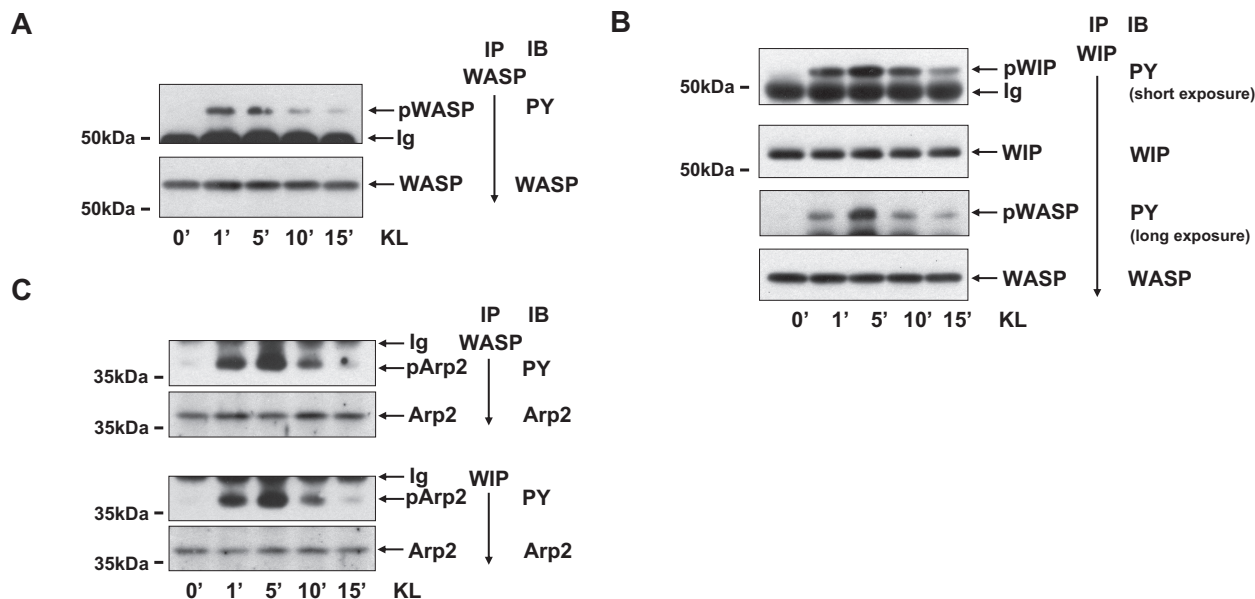 A
IP IB
WASP
pWASP PY
50kDa Ig
WASP WASP
50kDa
0’ 1’ 5’ 10’ 15’ KL
B
IP IB
WIP
pWIP PY
50kDa Ig (short exposure)
WIP WIP
50kDa
pWASP PY
(long exposure)
WASP WASP
0’ 1’ 5’ 10’ 15’ KL
C
IP IB
Ig WASP
pArp2 PY
35kDa
Arp2 Arp2
35kDa
Ig WIP
pArp2 PY
35kDa
Arp2 Arp2
35kDa
0’ 1’ 5’ 10’ 15’ KL